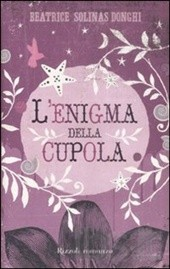 BEATRICE SOLINAS DONGHI
L'ENIGMA
DELLA
CUPOLA
Rizzoli romanzo